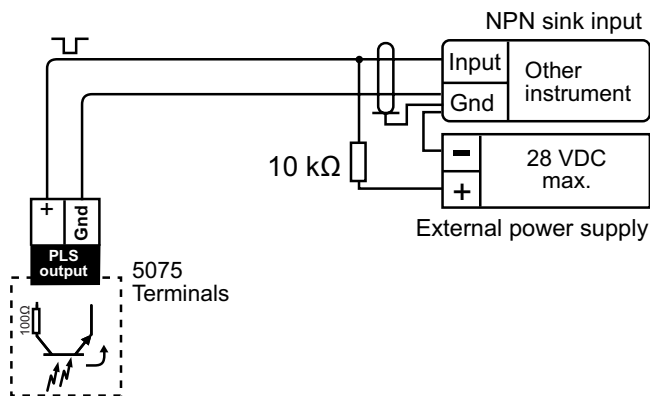 NPN sink input
Input
Gnd
Other
instrument
10 kΩ
−
+
28 VDC
max.
External power supply
+
Gnd
PLS
output
5075
Terminals
100Ω